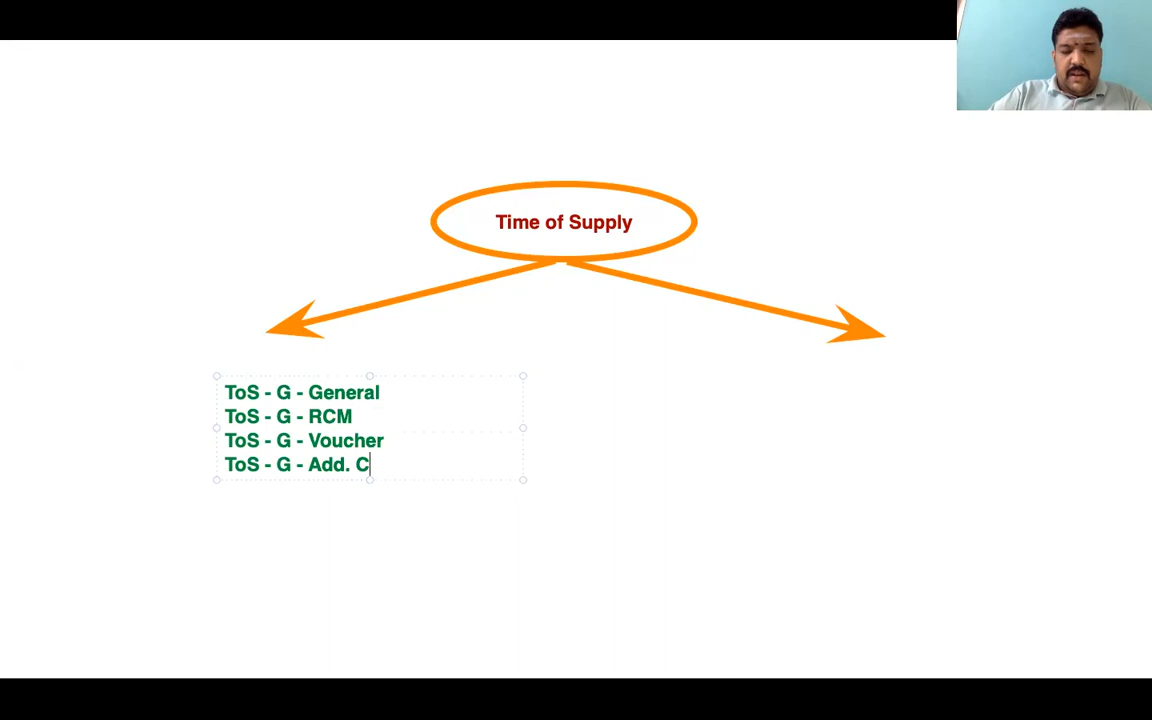 Time of Supply
ToS - G - General
ToS - G - RCM
ToS - G - Voucher
ToS - G - Add. C